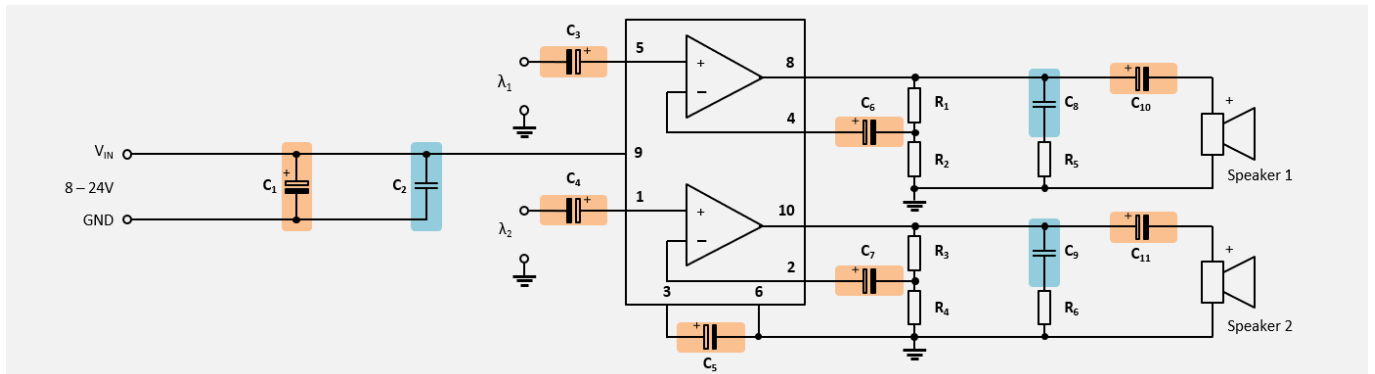 C3
+
5
8
+
C10
+
λ1
+
−
C6
+
4
R1
R2
C8
R5
+
Speaker 1
VIN
8 – 24V
GND
C1
+
C2
9
C4
+
1
10
+
C11
+
λ2
+
−
C7
+
2
R3
R4
C9
R6
+
Speaker 2
3
6
+
C5